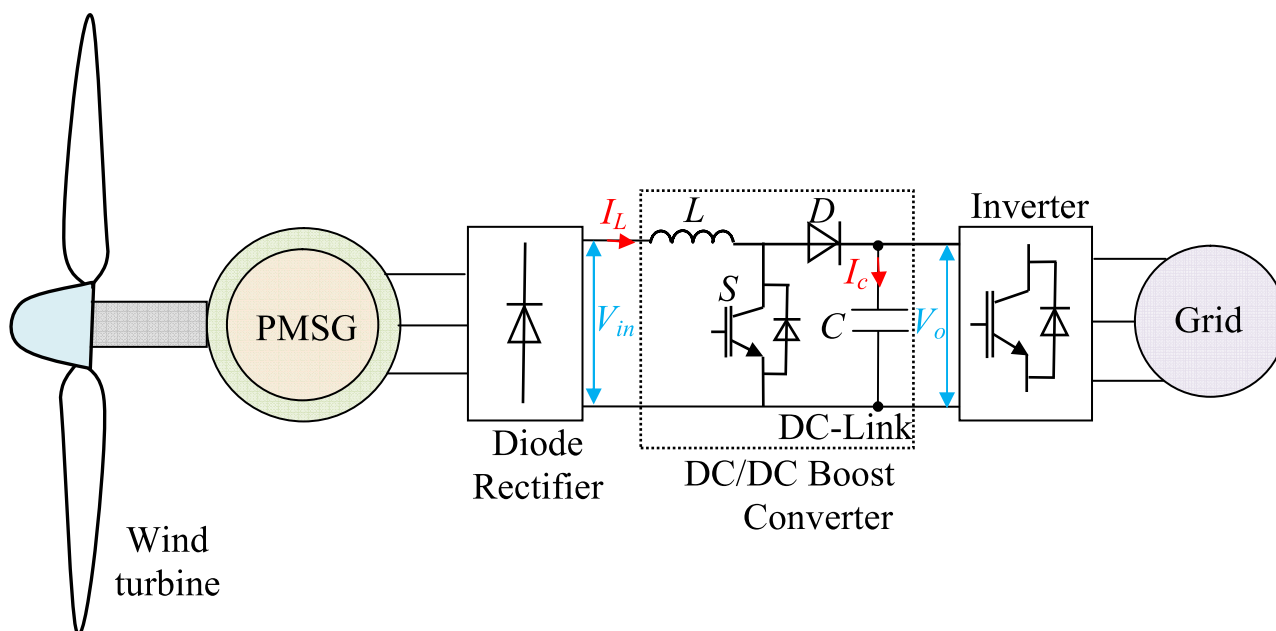 Wind
turbine
PMSG
Diode
Rectifier
I_L
V_in
L
D
S
I_c
C
V_o
DC-Link
DC/DC Boost
Converter
Inverter
Grid